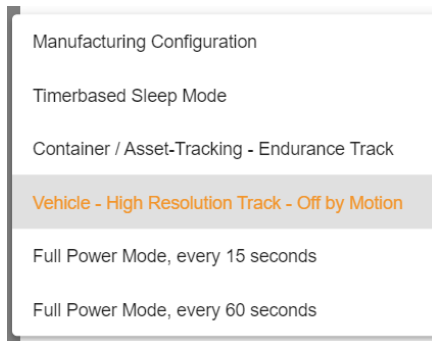 Manufacturing Configuration
Timerbased Sleep Mode
Container / Asset-Tracking - Endurance Track
Vehicle - High Resolution Track - Off by Motion
Full Power Mode, every 15 seconds
Full Power Mode, every 60 seconds